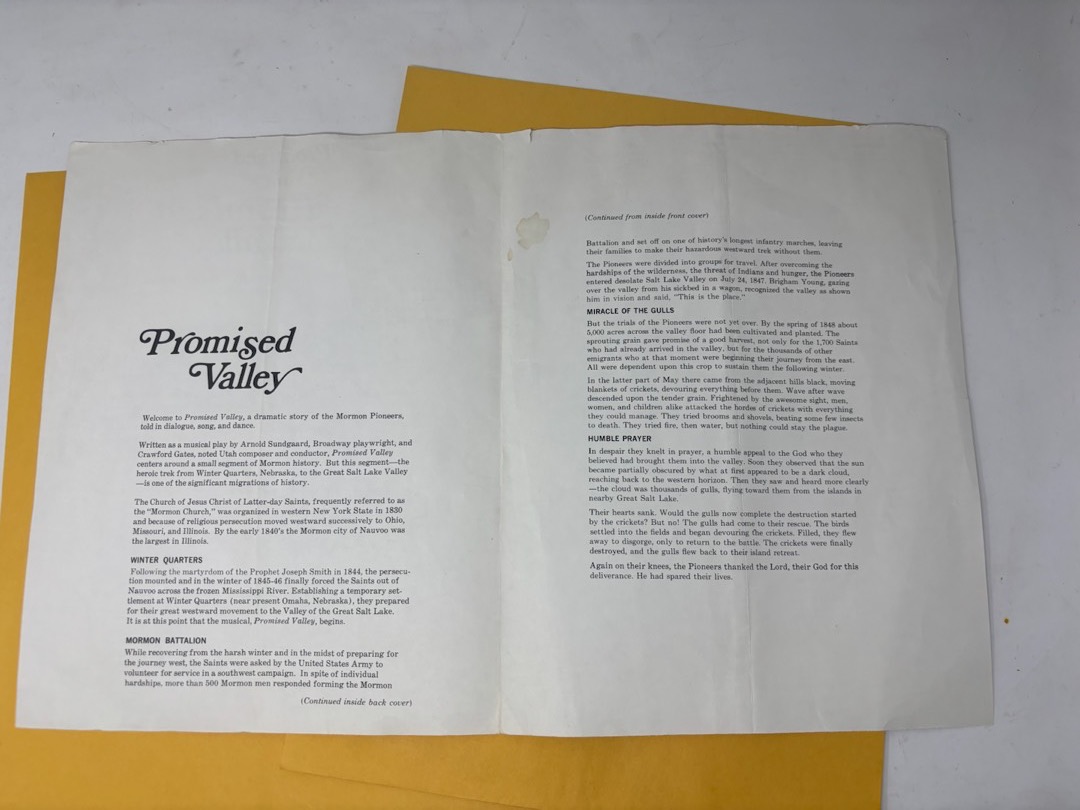 Promised
Valley
Welcome to Promised Valley, a dramatic story of the Mormon Pioneers,
told in dialogue, song, and dance.
Written as a musical play by Arnold Sundgaard, Broadway playwright, and
Crawford Gates, noted Utah composer and conductor, Promised Valley
centers around a small segment of Mormon history. But this segment—the
heroic trek from Winter Quarters, Nebraska, to the Great Salt Lake Valley
—is one of the significant migrations of history.
The Church of Jesus Christ of Latter-day Saints, frequently referred to as
the "Mormon Church," was organized in western New York State in 1830
and because of religious persecution moved westward successively to Ohio,
Missouri, and Illinois. By the early 1840's the Mormon city of Nauvoo was
the largest in Illinois.
WINTER QUARTERS
Following the martyrdom of the Prophet Joseph Smith in 1844, the persecu-
tion mounted and in the winter of 1845-46 finally forced the Saints out of
Nauvoo across the frozen Mississippi River. Establishing a temporary set-
tlement at Winter Quarters (near present Omaha, Nebraska), they prepared
for their great westward movement to the Valley of the Great Salt Lake.
It is at this point that the musical, Promised Valley, begins.
MORMON BATTALION
While recovering from the harsh winter and in the midst of preparing for
the journey west, the Saints were asked by the United States Army to
volunteer for service in a southwest campaign. In spite of individual
hardships, more than 500 Mormon men responded forming the Mormon
(Continued inside back cover)
(Continued from inside front cover)
Battalion and set off on one of history's longest infantry marches, leaving
their families to make their hazardous westward trek without them.
The Pioneers were divided into groups for travel. After overcoming the
hardships of the wilderness, the threat of Indians and hunger, the Pioneers
entered desolate Salt Lake Valley on July 24, 1847. Brigham Young, gazing
over the valley from his sickbed in a wagon, recognized the valley as shown
him in vision and said, "This is the place."
MIRACLE OF THE GULLS
But the trials of the Pioneers were not yet over. By the spring of 1848 about
5,000 acres across the valley floor had been cultivated and planted. The
sprouting grain gave promise of a good harvest, not only for the 1,700 Saints
who had already arrived in the valley, but for the thousands of other
emigrants who at that moment were beginning their journey from the east.
All were dependent upon this crop to sustain them the following winter.
In the latter part of May there came from the adjacent hills black, moving
blankets of crickets, devouring everything before them. Wave after wave
descended upon the tender grain. Frightened by the awesome sight, men,
women, and children alike attacked the hordes of crickets with everything
they could manage. They tried brooms and shovels, beating some few insects
to death. They tried fire, then water, but nothing could stay the plague.
HUMBLE PRAYER
In despair they knelt in prayer, a humble appeal to the God who they
believed had brought them into the valley. Soon they observed that the sun
became partially obscured by what at first appeared to be a dark cloud,
reaching back to the western horizon. Then they saw and heard more clearly
—the cloud was thousands of gulls, flying toward them from the islands in
nearby Great Salt Lake.
Their hearts sank. Would the gulls now complete the destruction started
by the crickets? But no! The gulls had come to their rescue. The birds
settled into the fields and began devouring the crickets. Filled, they flew
away to disgorge, only to return to the battle. The crickets were finally
destroyed, and the gulls flew back to their island retreat.
Again on their knees, the Pioneers thanked the Lord, their God for this
deliverance. He had spared their lives.